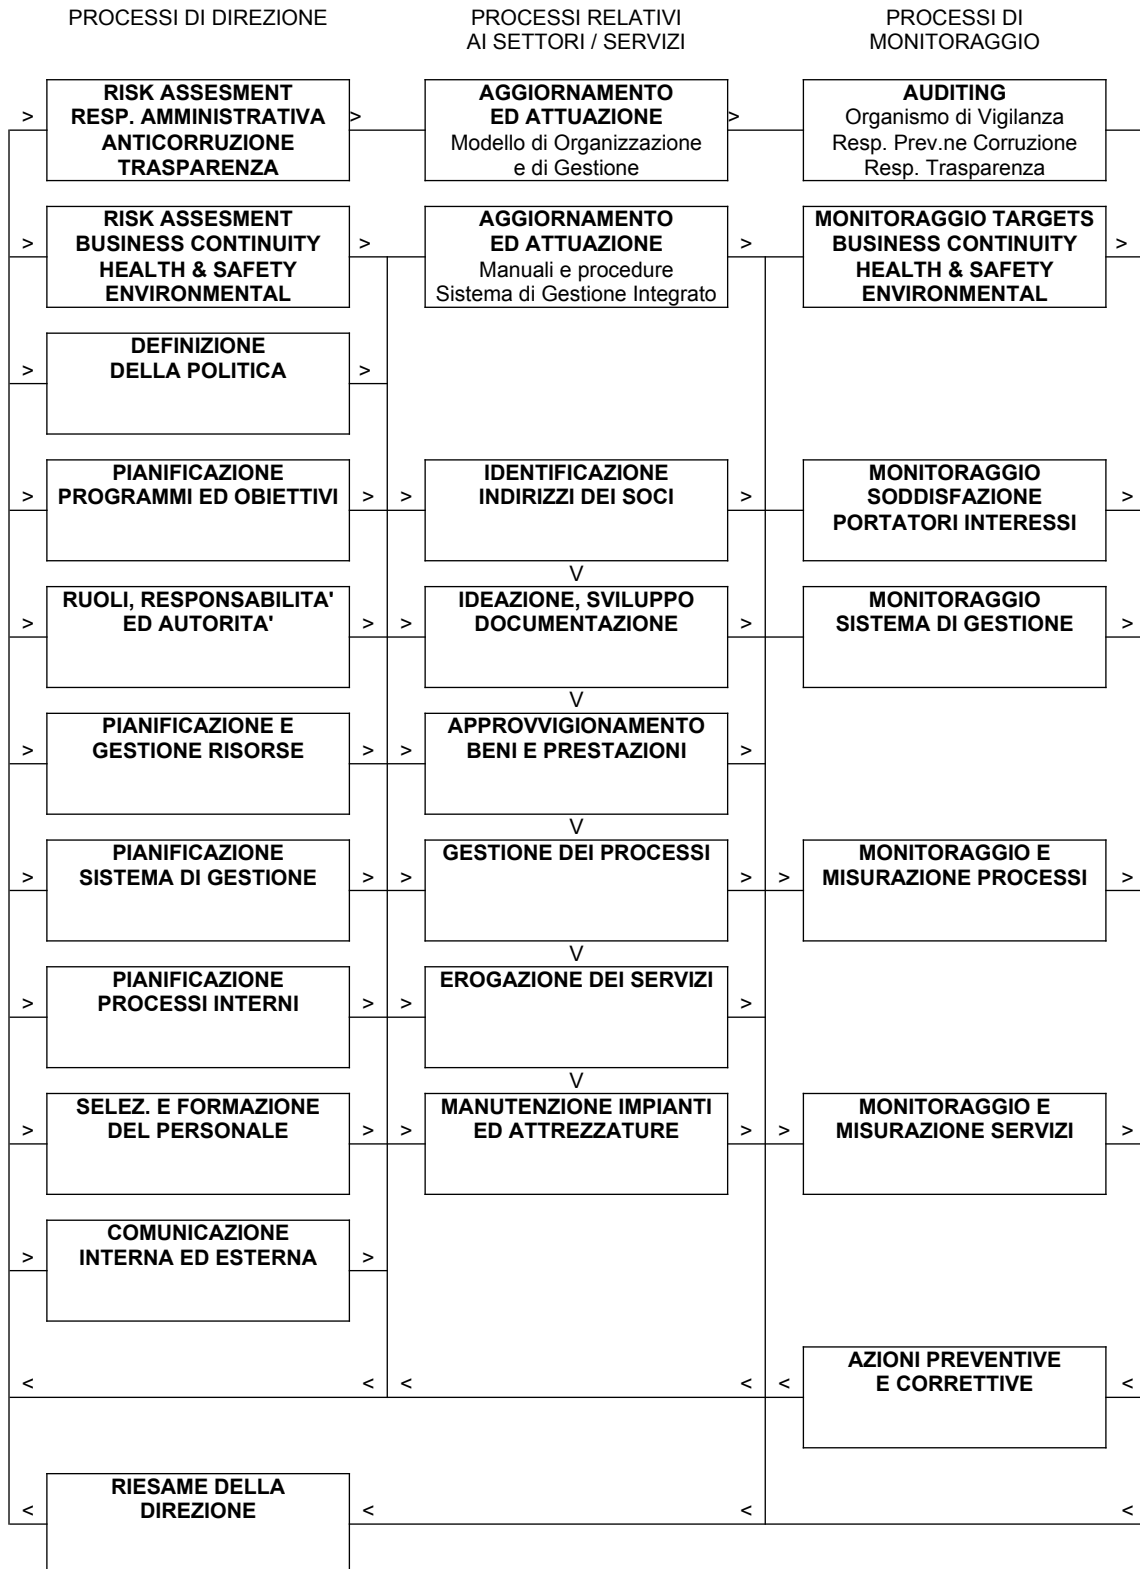 PROCESSI DI DIREZIONE
PROCESSI RELATIVI
AI SETTORI / SERVIZI
PROCESSI DI
MONITORAGGIO
RISK ASSESMENT
RESP. AMMINISTRATIVA
ANTICORRUZIONE
TRASPARENZA
>
>
AGGIORNAMENTO
ED ATTUAZIONE
Modello di Organizzazione
e di Gestione
>
AUDITING
Organismo di Vigilanza
Resp. Prev.ne Corruzione
Resp. Trasparenza
RISK ASSESMENT
BUSINESS CONTINUITY
HEALTH & SAFETY
ENVIRONMENTAL
>
>
AGGIORNAMENTO
ED ATTUAZIONE
Manuali e procedure
Sistema di Gestione Integrato
>
MONITORAGGIO TARGETS
BUSINESS CONTINUITY
HEALTH & SAFETY
ENVIRONMENTAL
>
DEFINIZIONE
DELLA POLITICA
>
>
PIANIFICAZIONE
PROGRAMMI ED OBIETTIVI
>
> >
IDENTIFICAZIONE
INDIRIZZI DEI SOCI
>
MONITORAGGIO
SODDISFAZIONE
PORTATORI INTERESSI
>
V
RUOLI, RESPONSABILITA'
ED AUTORITA'
>
> >
IDEAZIONE, SVILUPPO
DOCUMENTAZIONE
>
MONITORAGGIO
SISTEMA DI GESTIONE
>
V
PIANIFICAZIONE E
GESTIONE RISORSE
>
> >
APPROVVIGIONAMENTO
BENI E PRESTAZIONI
>
V
PIANIFICAZIONE
SISTEMA DI GESTIONE
>
> >
GESTIONE DEI PROCESSI
> >
MONITORAGGIO E
MISURAZIONE PROCESSI
>
V
PIANIFICAZIONE
PROCESSI INTERNI
>
> >
EROGAZIONE DEI SERVIZI
>
V
SELEZ. E FORMAZIONE
DEL PERSONALE
>
> >
MANUTENZIONE IMPIANTI
ED ATTREZZATURE
> >
MONITORAGGIO E
MISURAZIONE SERVIZI
>
COMUNICAZIONE
INTERNA ED ESTERNA
>
>
AZIONI PREVENTIVE
E CORRETTIVE
< < < < < <
RIESAME DELLA
DIREZIONE
< < < <